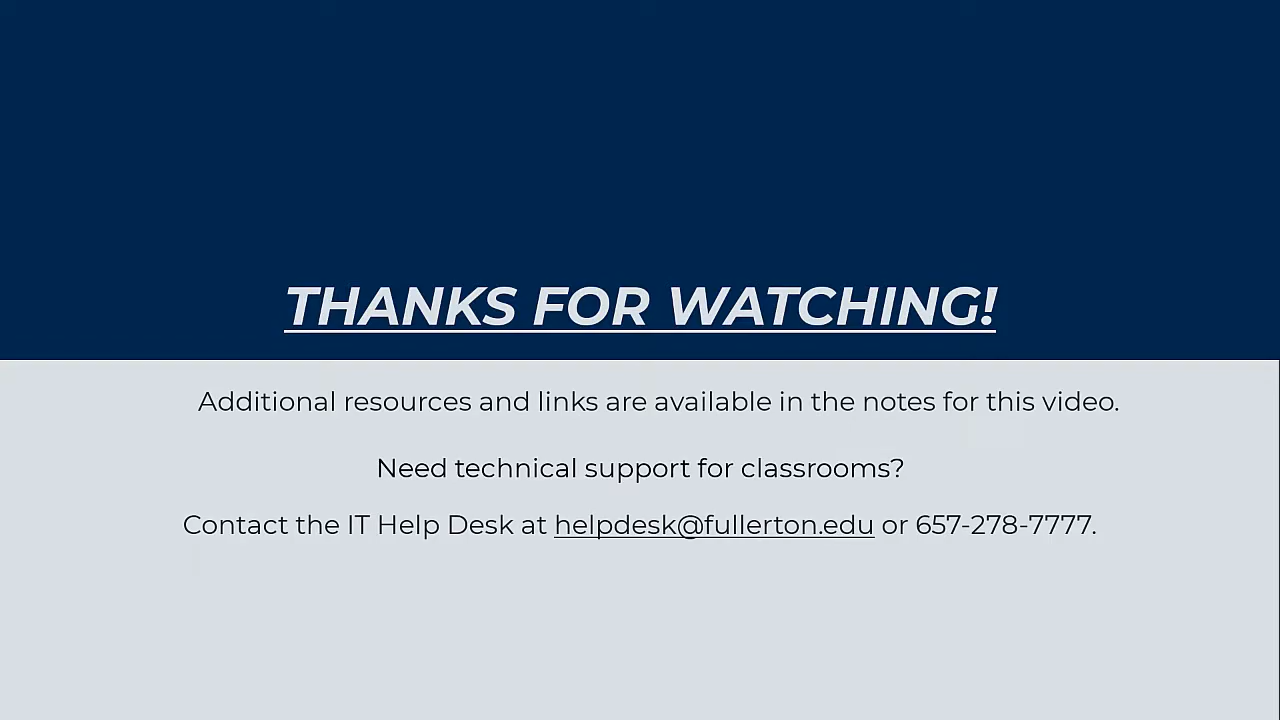 THANKS FOR WATCHING!
Additional resources and links are available in the notes for this video.
Need technical support for classrooms?
Contact the IT Help Desk at helpdesk@fullerton.edu or 657-278-7777.